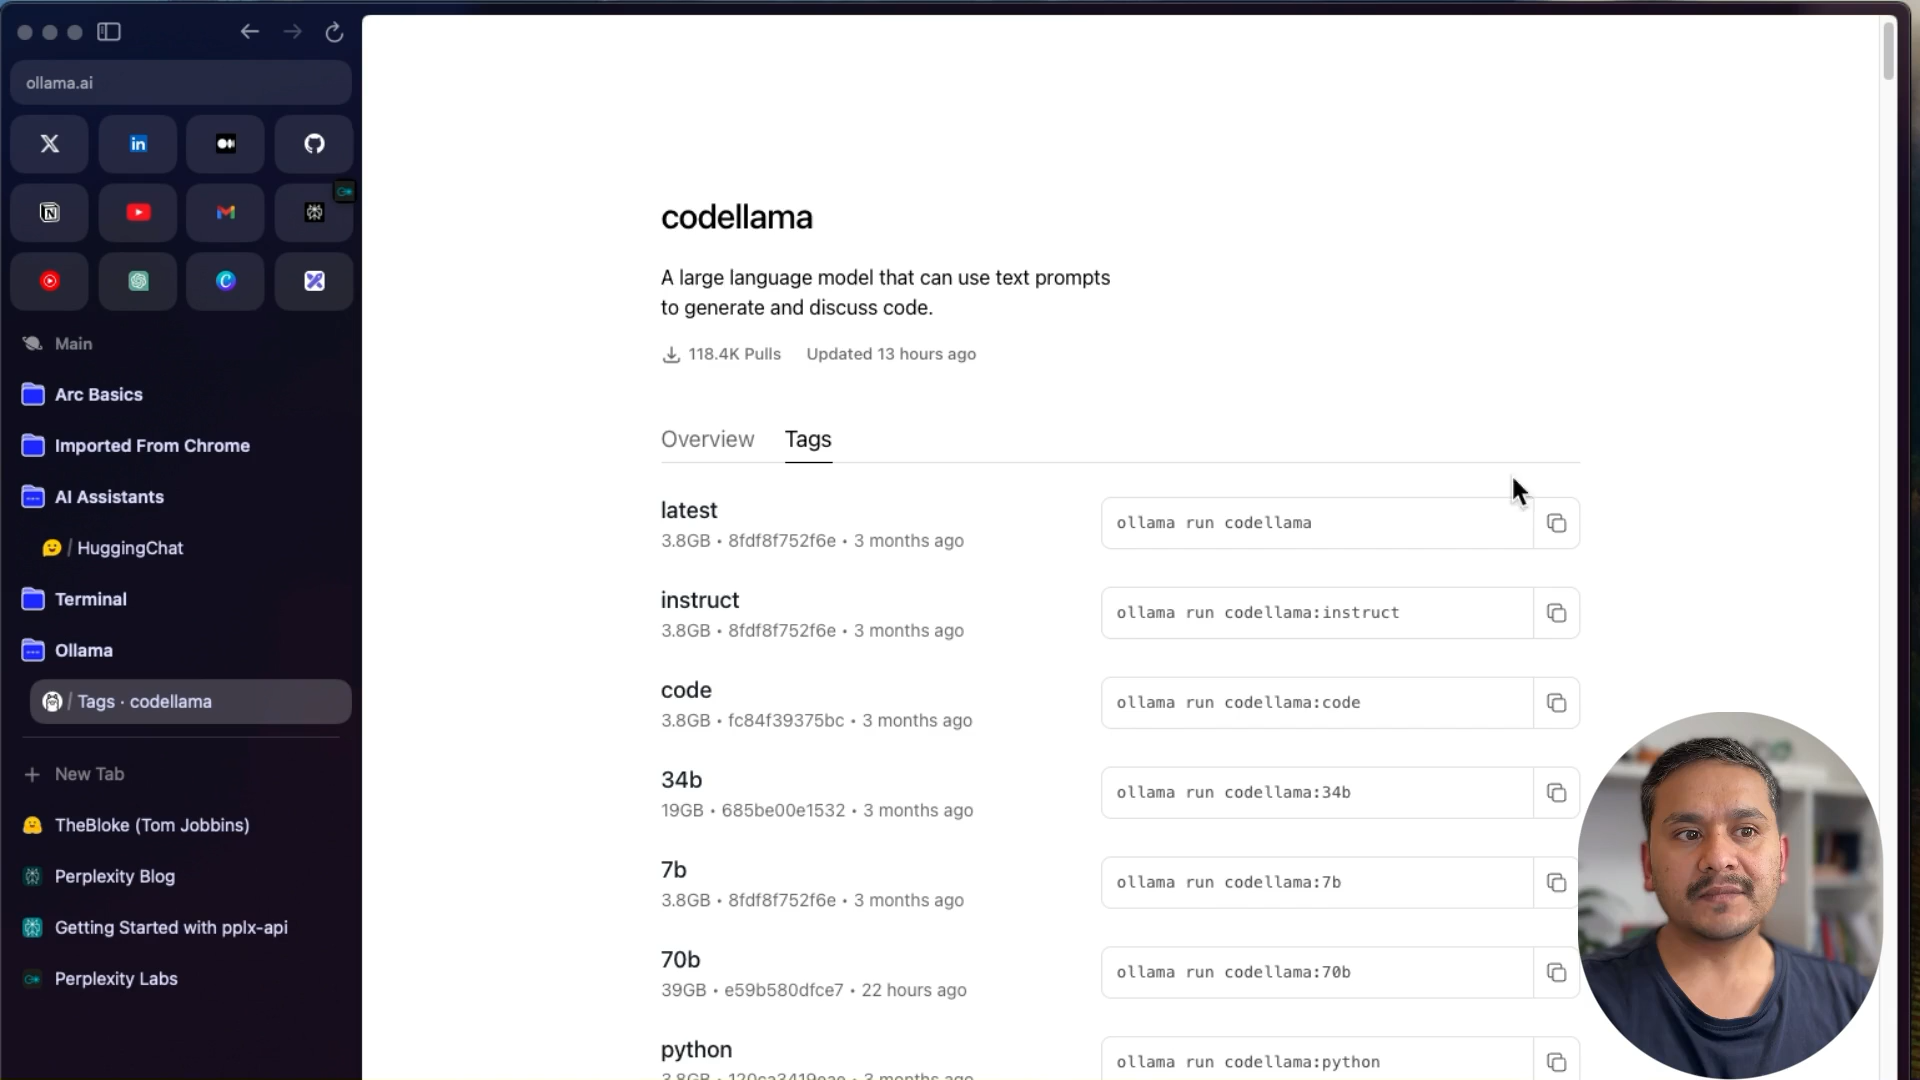 ollama.ai
Main
Arc Basics
Imported From Chrome
AI Assistants
/ HuggingChat
Terminal
Ollama
/ Tags · codellama
+ New Tab
TheBloke (Tom Jobbins)
Perplexity Blog
Getting Started with pplx-api
Perplexity Labs
codellama
A large language model that can use text prompts
to generate and discuss code.
118.4K Pulls Updated 13 hours ago
Overview Tags
latest
3.8GB • 8fdf8f752f6e • 3 months ago
ollama run codellama
instruct
3.8GB • 8fdf8f752f6e • 3 months ago
ollama run codellama:instruct
code
3.8GB • fc84f39375bc • 3 months ago
ollama run codellama:code
34b
19GB • 685be00e1532 • 3 months ago
ollama run codellama:34b
7b
3.8GB • 8fdf8f752f6e • 3 months ago
ollama run codellama:7b
70b
39GB • e59b580dfce7 • 22 hours ago
ollama run codellama:70b
python
3.8GB • 120ca3419eae • 3 months ago
ollama run codellama:python